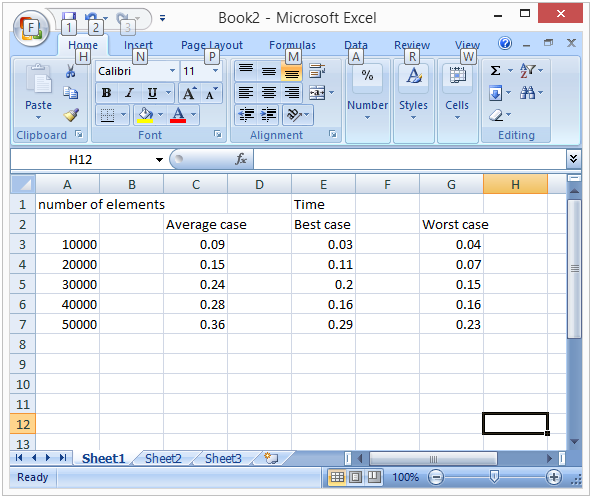 Book2 - Microsoft Excel
F 1 2 3
Home Insert Page Layout Formulas Data Review View
H N P M A R W
Calibri 11 % Σ
Paste B I U A A Number Styles Cells
A
Clipboard Font Alignment Editing
H12 fx
A B C D E F G H
1 number of elements Time
2 Average case Best case Worst case
3 10000 0.09 0.03 0.04
4 20000 0.15 0.11 0.07
5 30000 0.24 0.2 0.15
6 40000 0.28 0.16 0.16
7 50000 0.36 0.29 0.23
8
9
10
11
12
13
Sheet1 Sheet2 Sheet3
Ready 100%